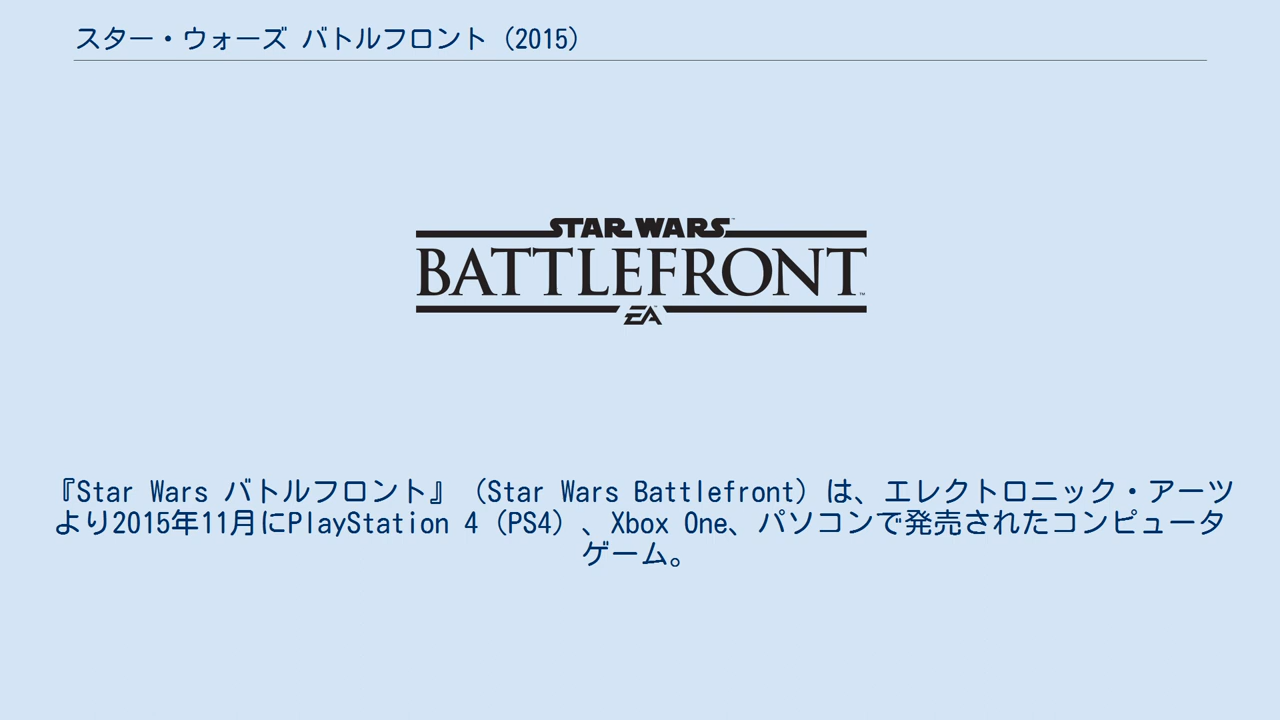 スター・ウォーズ バトルフロント (2015)
STAR WARS™
BATTLEFRONT™
EA
『Star Wars バトルフロント』 (Star Wars Battlefront) は、エレクトロニック・アーツ
より2015年11月にPlayStation 4 (PS4) 、Xbox One、パソコンで発売されたコンピュータ
ゲーム。